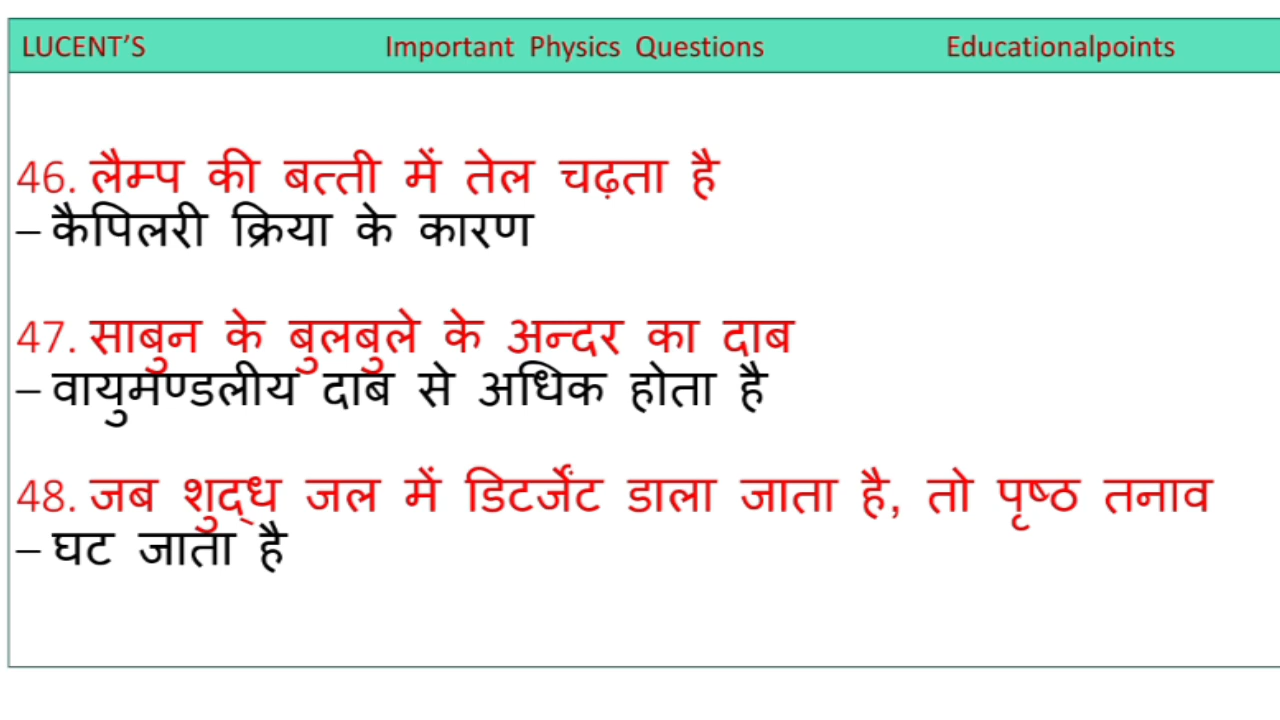 LUCENT’S Important Physics Questions Educationalpoints
46. लैम्प की बत्ती में तेल चढ़ता है
– कैपिलरी क्रिया के कारण
47. साबुन के बुलबुले के अन्दर का दाब
– वायुमण्डलीय दाब से अधिक होता है
48. जब शुद्ध जल में डिटर्जेंट डाला जाता है, तो पृष्ठ तनाव
– घट जाता है